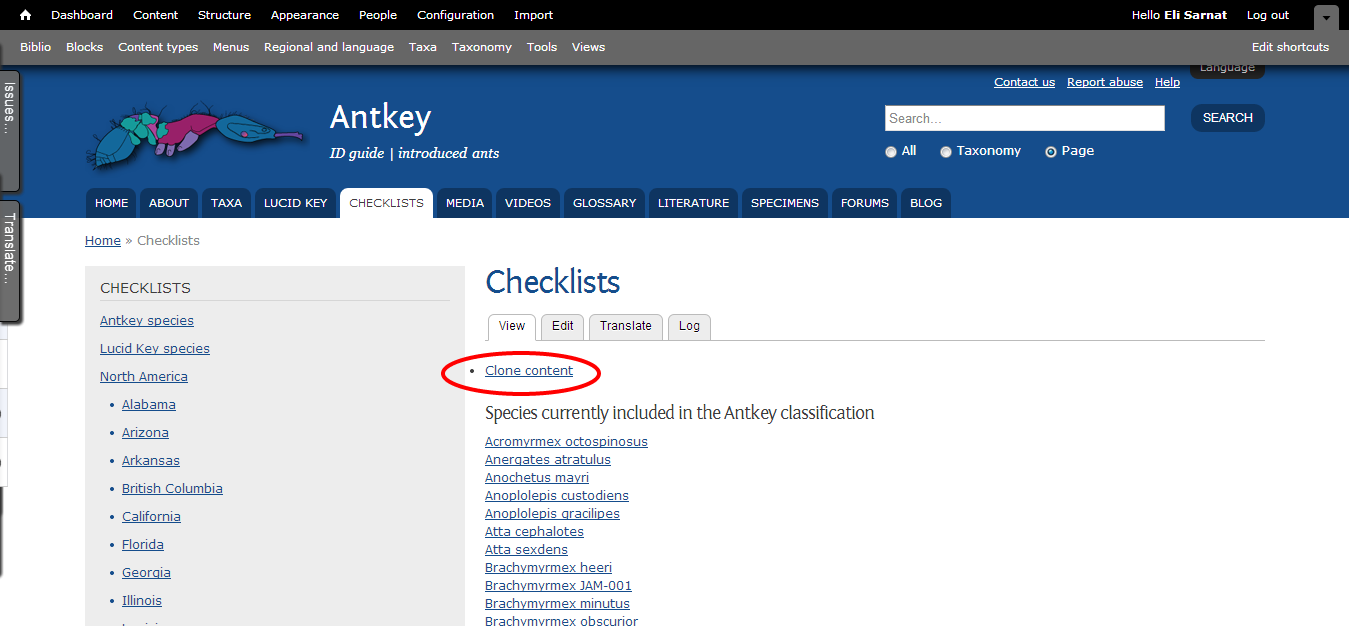 Dashboard Content Structure Appearance People Configuration Import Hello Eli Sarnat Log out
Biblio Blocks Content types Menus Regional and language Taxa Taxonomy Tools Views Edit shortcuts
Language
Contact us Report abuse Help
Issues...
Translate...
Antkey
ID guide | introduced ants
Search...
SEARCH
All Taxonomy Page
HOME ABOUT TAXA LUCID KEY CHECKLISTS MEDIA VIDEOS GLOSSARY LITERATURE SPECIMENS FORUMS BLOG
Home » Checklists
CHECKLISTS
Antkey species
Lucid Key species
North America
• Alabama
• Arizona
• Arkansas
• British Columbia
• California
• Florida
• Georgia
• Illinois
Checklists
View Edit Translate Log
• Clone content
Species currently included in the Antkey classification
Acromyrmex octospinosus
Anergates atratulus
Anochetus mayri
Anoplolepis custodiens
Anoplolepis gracilipes
Atta cephalotes
Atta sexdens
Brachymyrmex heeri
Brachymyrmex JAM-001
Brachymyrmex minutus
Brachymyrmex obscurior